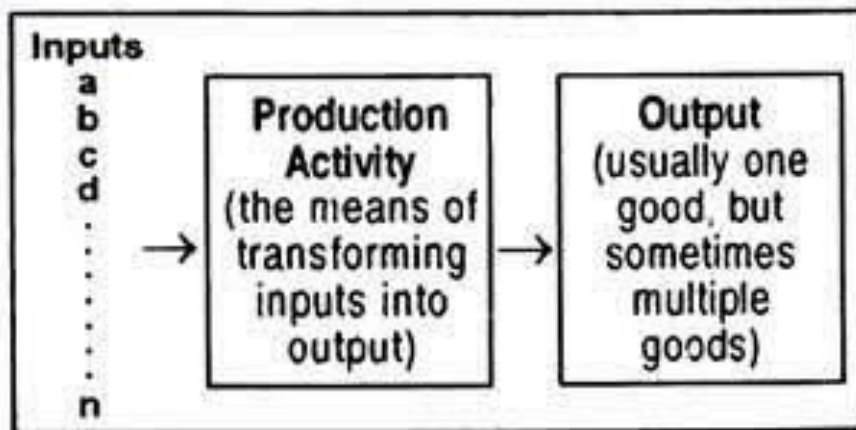 Inputs
a
b
c
d
.
.
.
.
.
.
.
n
Production
Activity
(the means of
transforming
inputs into
output)
Output
(usually one
good, but
sometimes
multiple
goods)